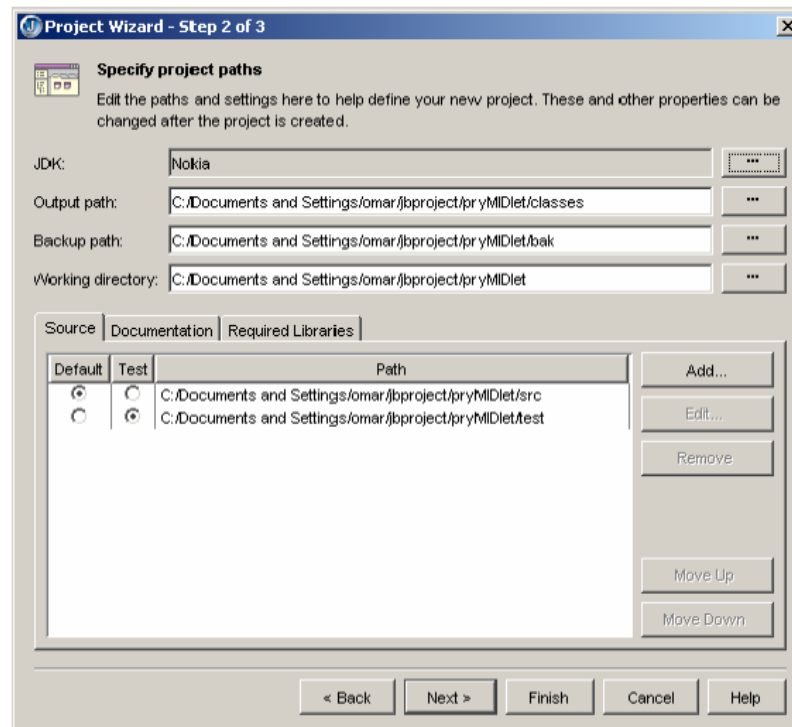 Project Wizard - Step 2 of 3
Specify project paths
Edit the paths and settings here to help define your new project. These and other properties can be
changed after the project is created.
JDK: Nokia ...
Output path: C:/Documents and Settings/omar/jbproject/pryMIDlet/classes ...
Backup path: C:/Documents and Settings/omar/jbproject/pryMIDlet/bak ...
Working directory: C:/Documents and Settings/omar/jbproject/pryMIDlet ...
Source Documentation Required Libraries
Default Test Path Add...
C:/Documents and Settings/omar/jbproject/pryMIDlet/src
C:/Documents and Settings/omar/jbproject/pryMIDlet/test Edit...
Remove
Move Up
Move Down
< Back Next > Finish Cancel Help